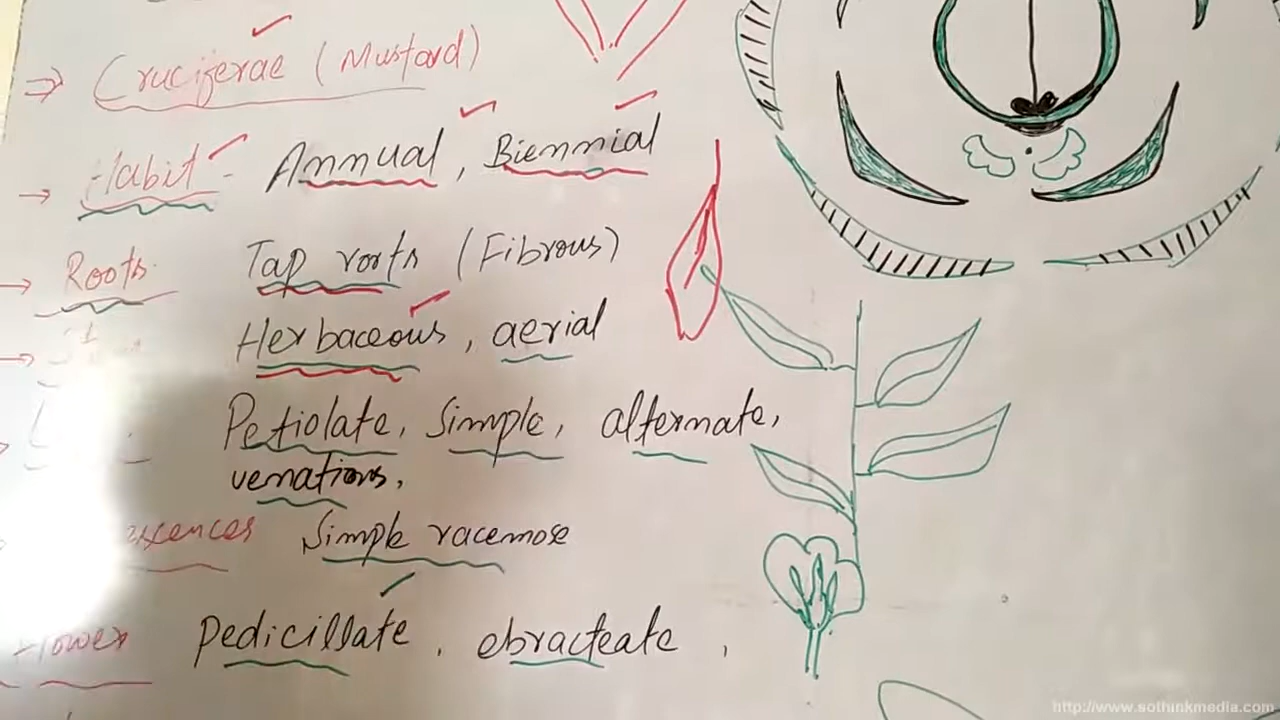 ⇒ Cruciferae (Mustard)
→ Habit - Annual, Biennial
→ Roots Tap roots (Fibrous)
→ Herbaceous, aerial
Petiolate, Simple, alternate,
venations,
escences Simple racemose
Flower Pedicillate, ebracteate,
http://www.sothinkmedia.com